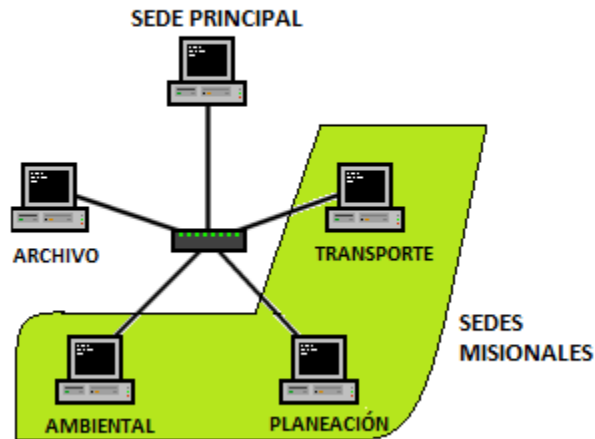 SEDE PRINCIPAL
ARCHIVO
TRANSPORTE
SEDES
MISIONALES
AMBIENTAL
PLANEACIÓN